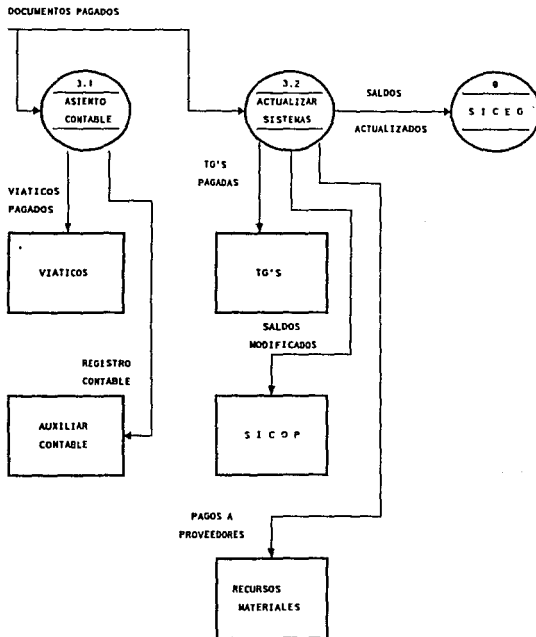 DOCUMENTOS PAGADOS
3.1
ASIENTO
CONTABLE
3.2
ACTUALIZAR
SISTEMAS
SALDOS
ACTUALIZADOS
0
S I C E G
VIATICOS
PAGADOS
TG'S
PAGADAS
VIATICOS
TG'S
SALDOS
MODIFICADOS
REGISTRO
CONTABLE
AUXILIAR
CONTABLE
S I C O P
PAGOS A
PROVEEDORES
RECURSOS
MATERIALES